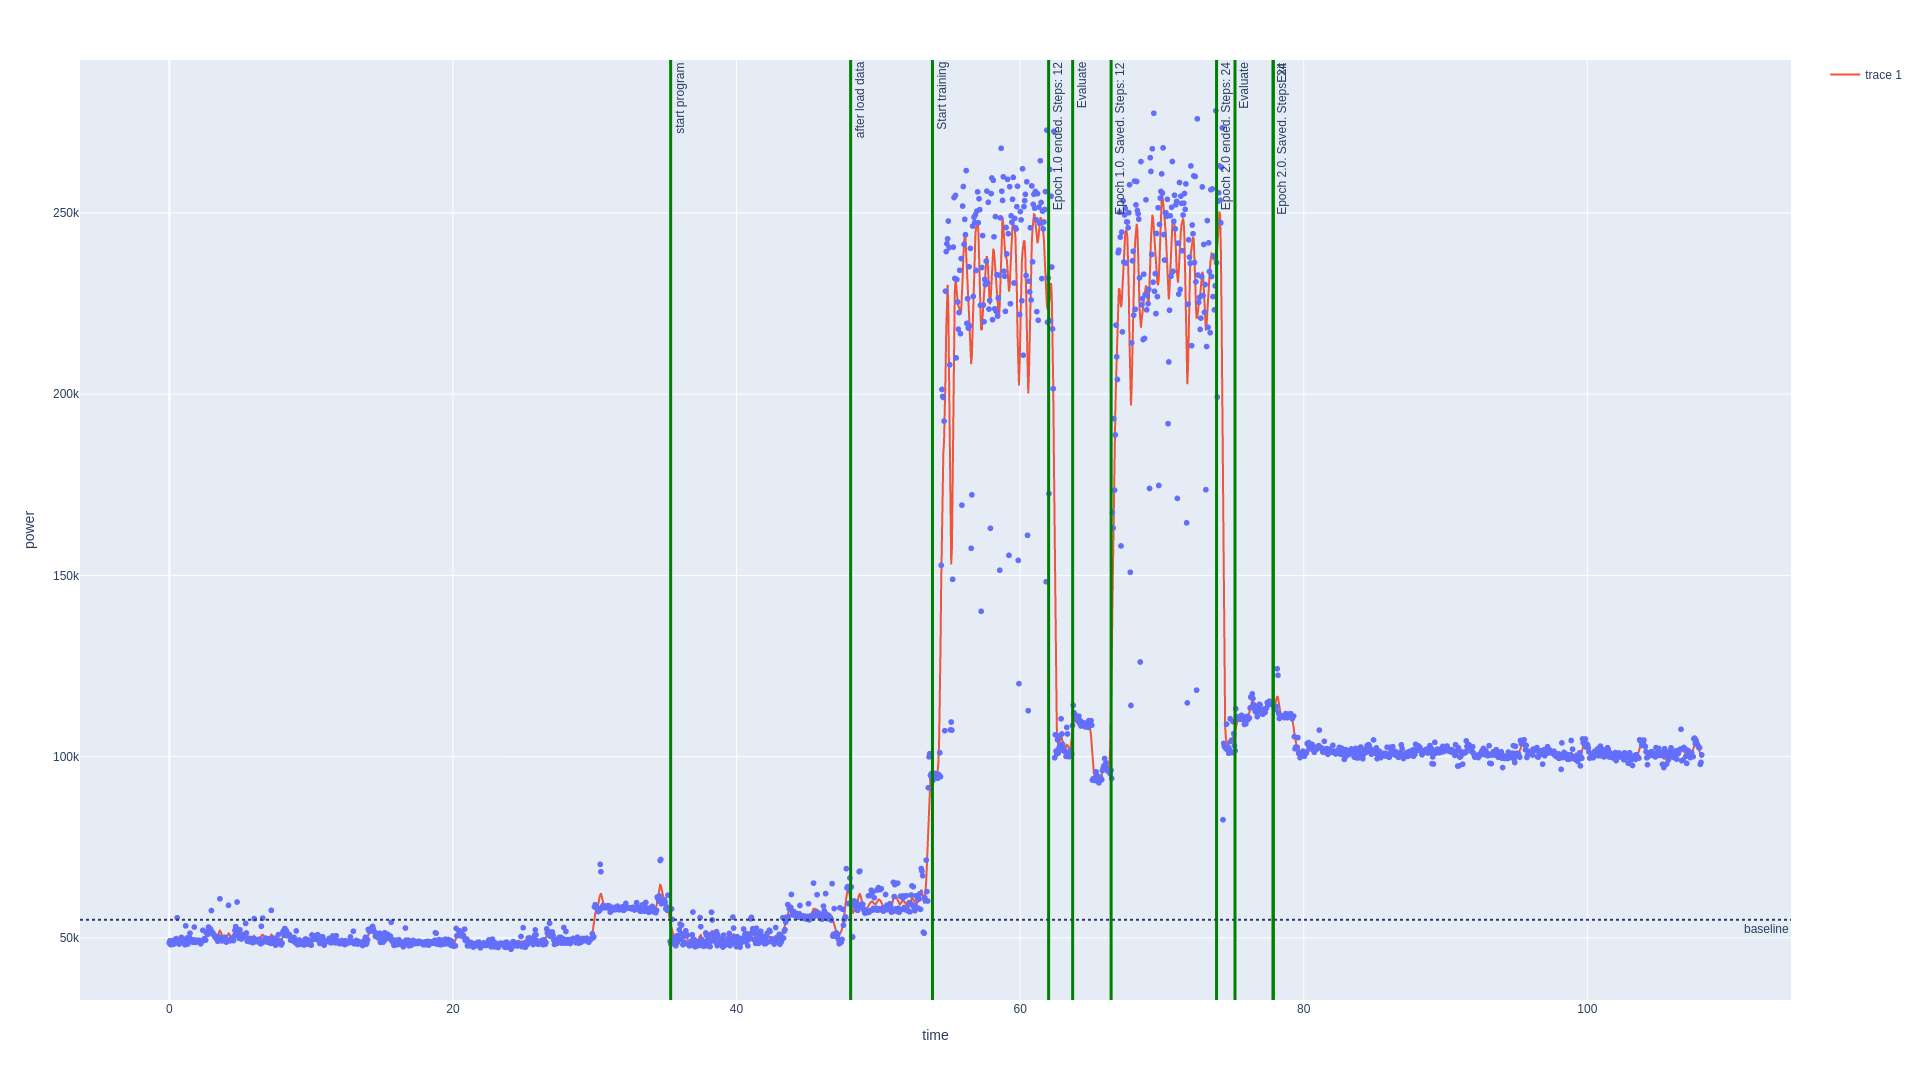 start program
after load data
Start training
Epoch 1.0 ended. Steps: 12
Evaluate
Epoch 1.0. Saved. Steps: 12
Epoch 2.0 ended. Steps: 24
Evaluate
Epoch 2.0. Saved. Steps: 24
trace 1
250k
200k
150k
100k
50k
power
baseline
0
20
40
60
80
100
time